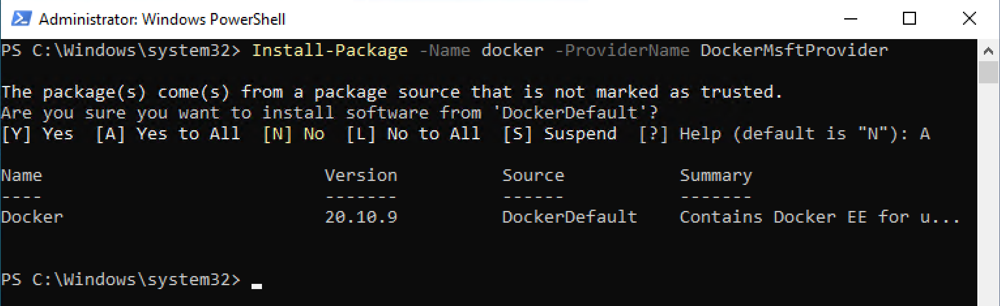 Administrator: Windows PowerShell
PS C:\Windows\system32> Install-Package -Name docker -ProviderName DockerMsftProvider
The package(s) come(s) from a package source that is not marked as trusted.
Are you sure you want to install software from 'DockerDefault'?
[Y] Yes  [A] Yes to All  [N] No  [L] No to All  [S] Suspend  [?] Help (default is "N"): A
Name Version Source Summary
---- ------- ------ -------
Docker 20.10.9 DockerDefault Contains Docker EE for u...
PS C:\Windows\system32>